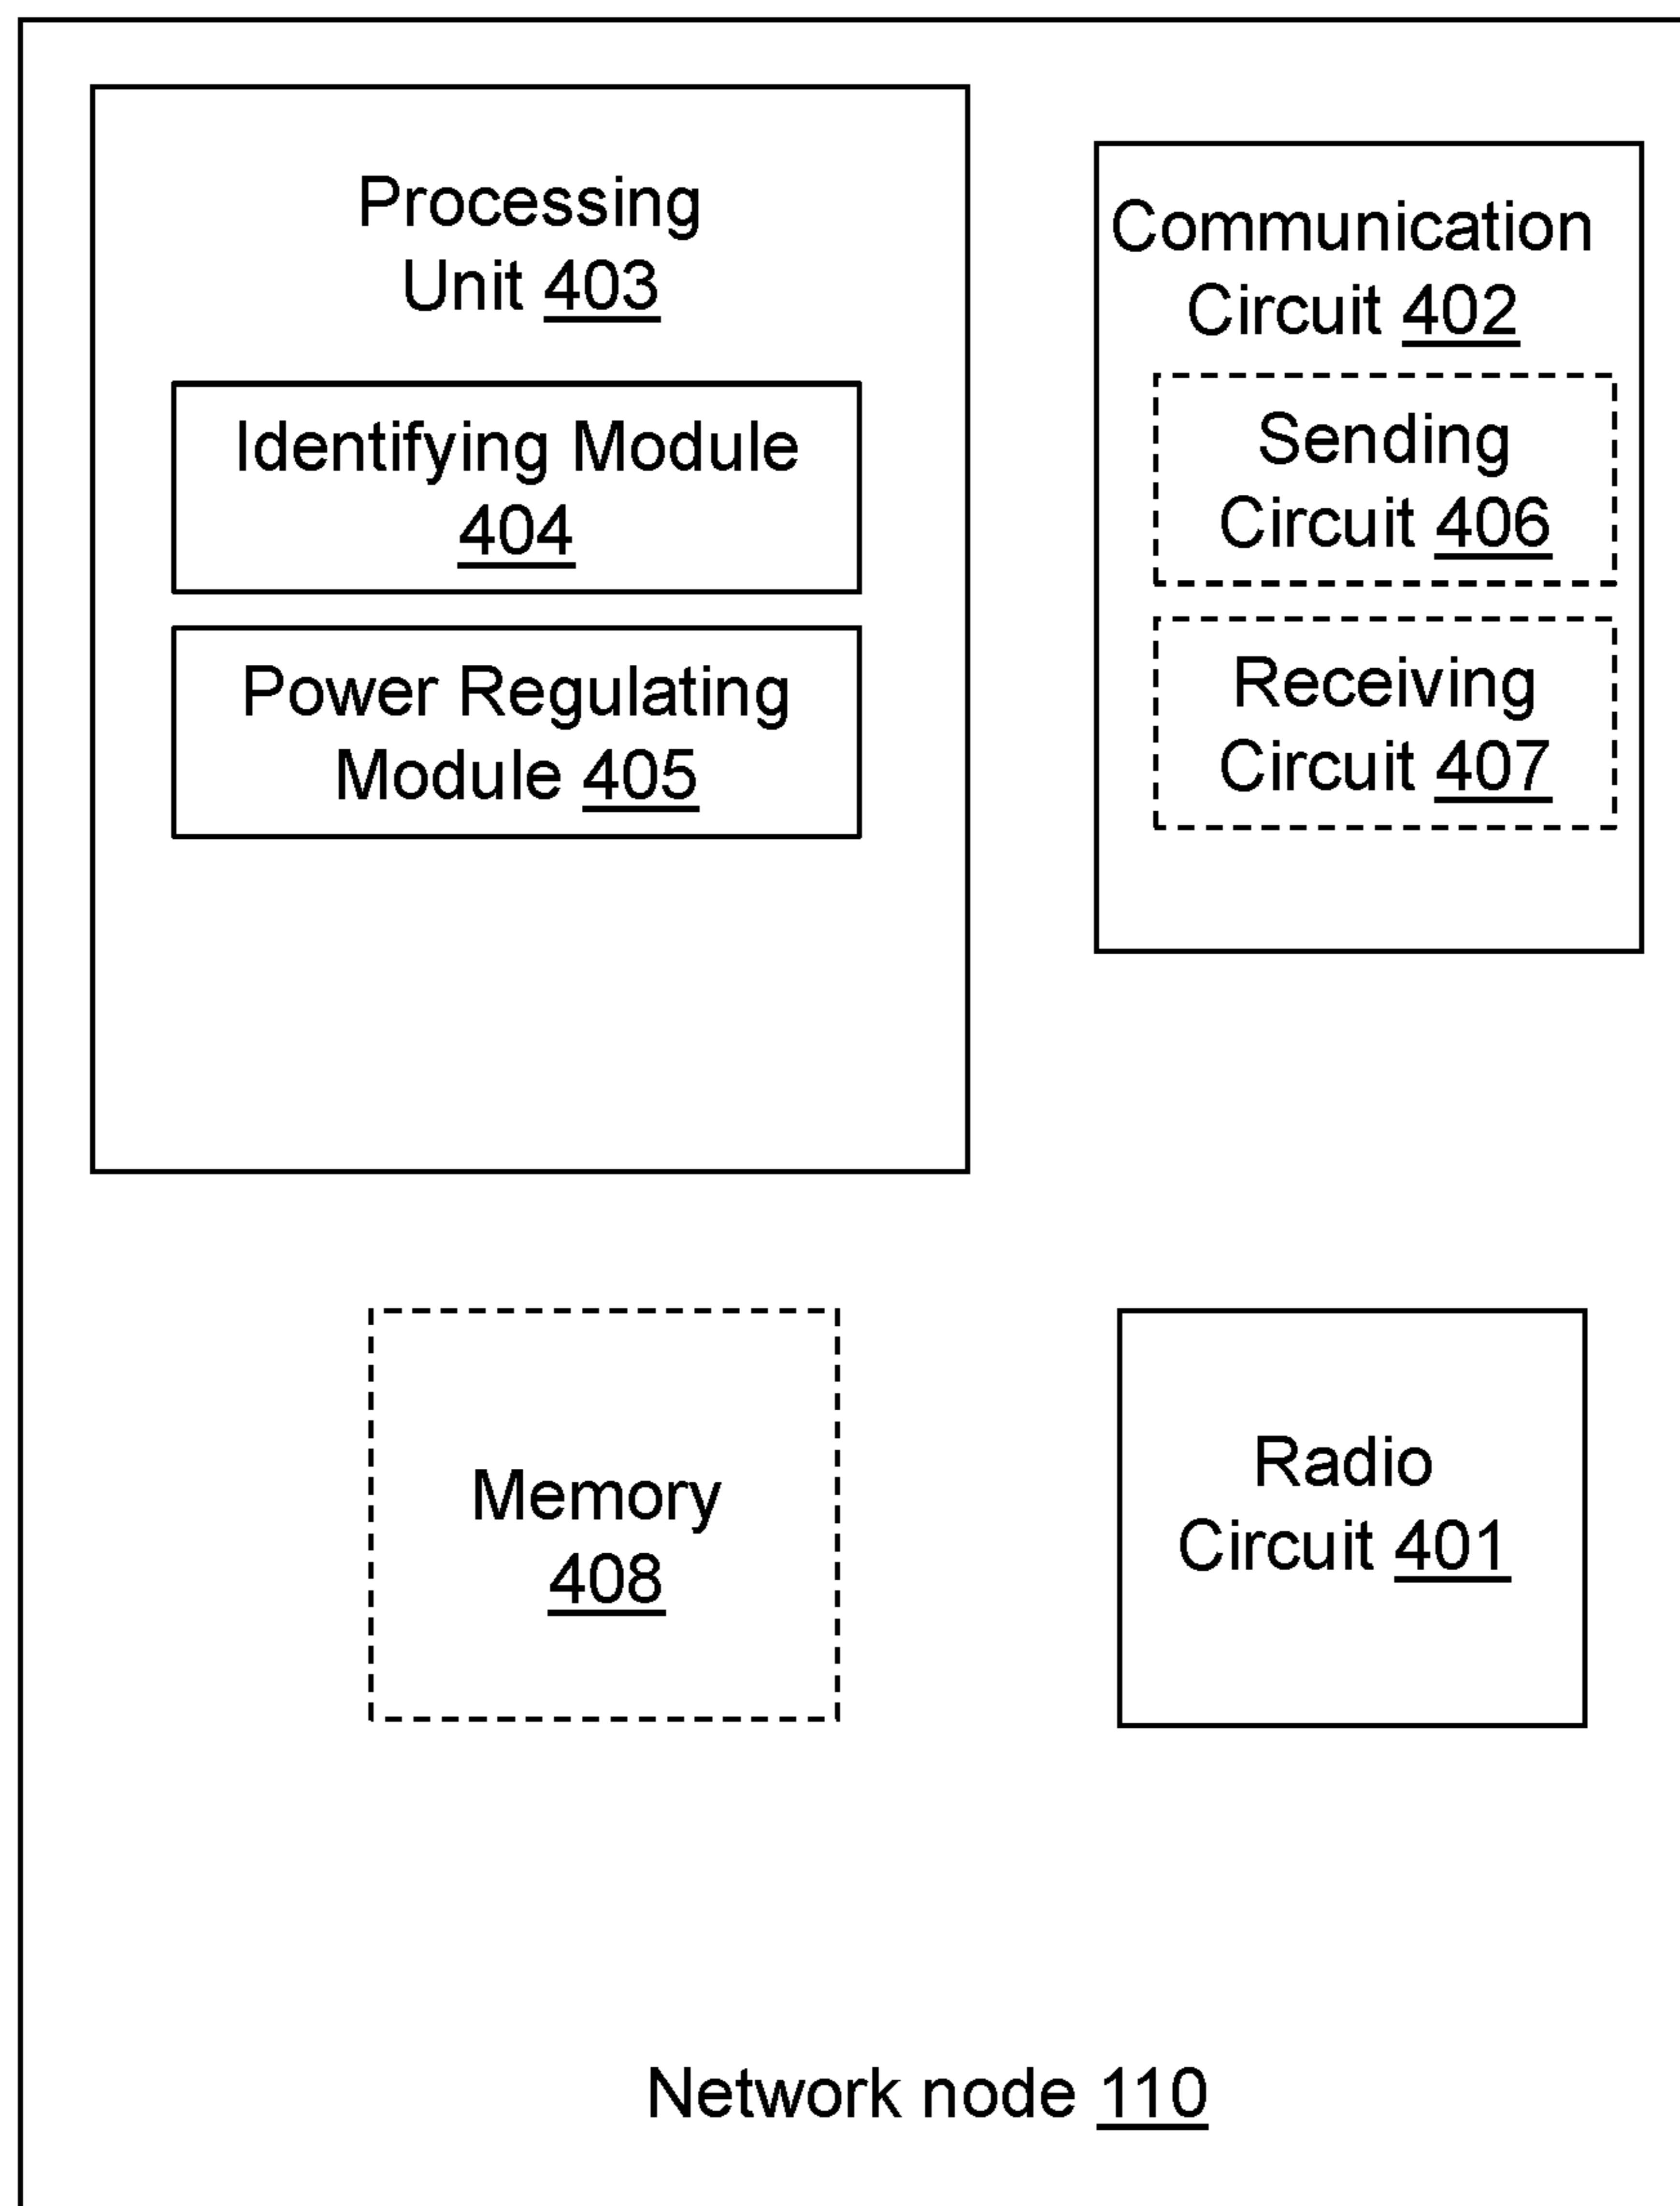 Processing
Unit 403
Identifying Module
404
Power Regulating
Module 405
Communication
Circuit 402
Sending
Circuit 406
Receiving
Circuit 407
Memory
408
Radio
Circuit 401
Network node 110